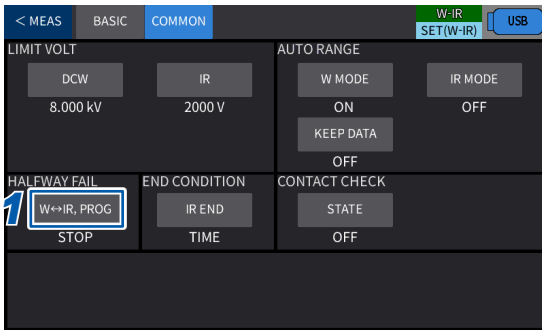 < MEAS BASIC COMMON W-IR SET(W-IR) USB
LIMIT VOLT AUTO RANGE
DCW IR W MODE IR MODE
8.000 kV 2000 V ON OFF
KEEP DATA
OFF
HALFWAY FAIL END CONDITION CONTACT CHECK
1 W↔IR, PROG IR END STATE
STOP TIME OFF